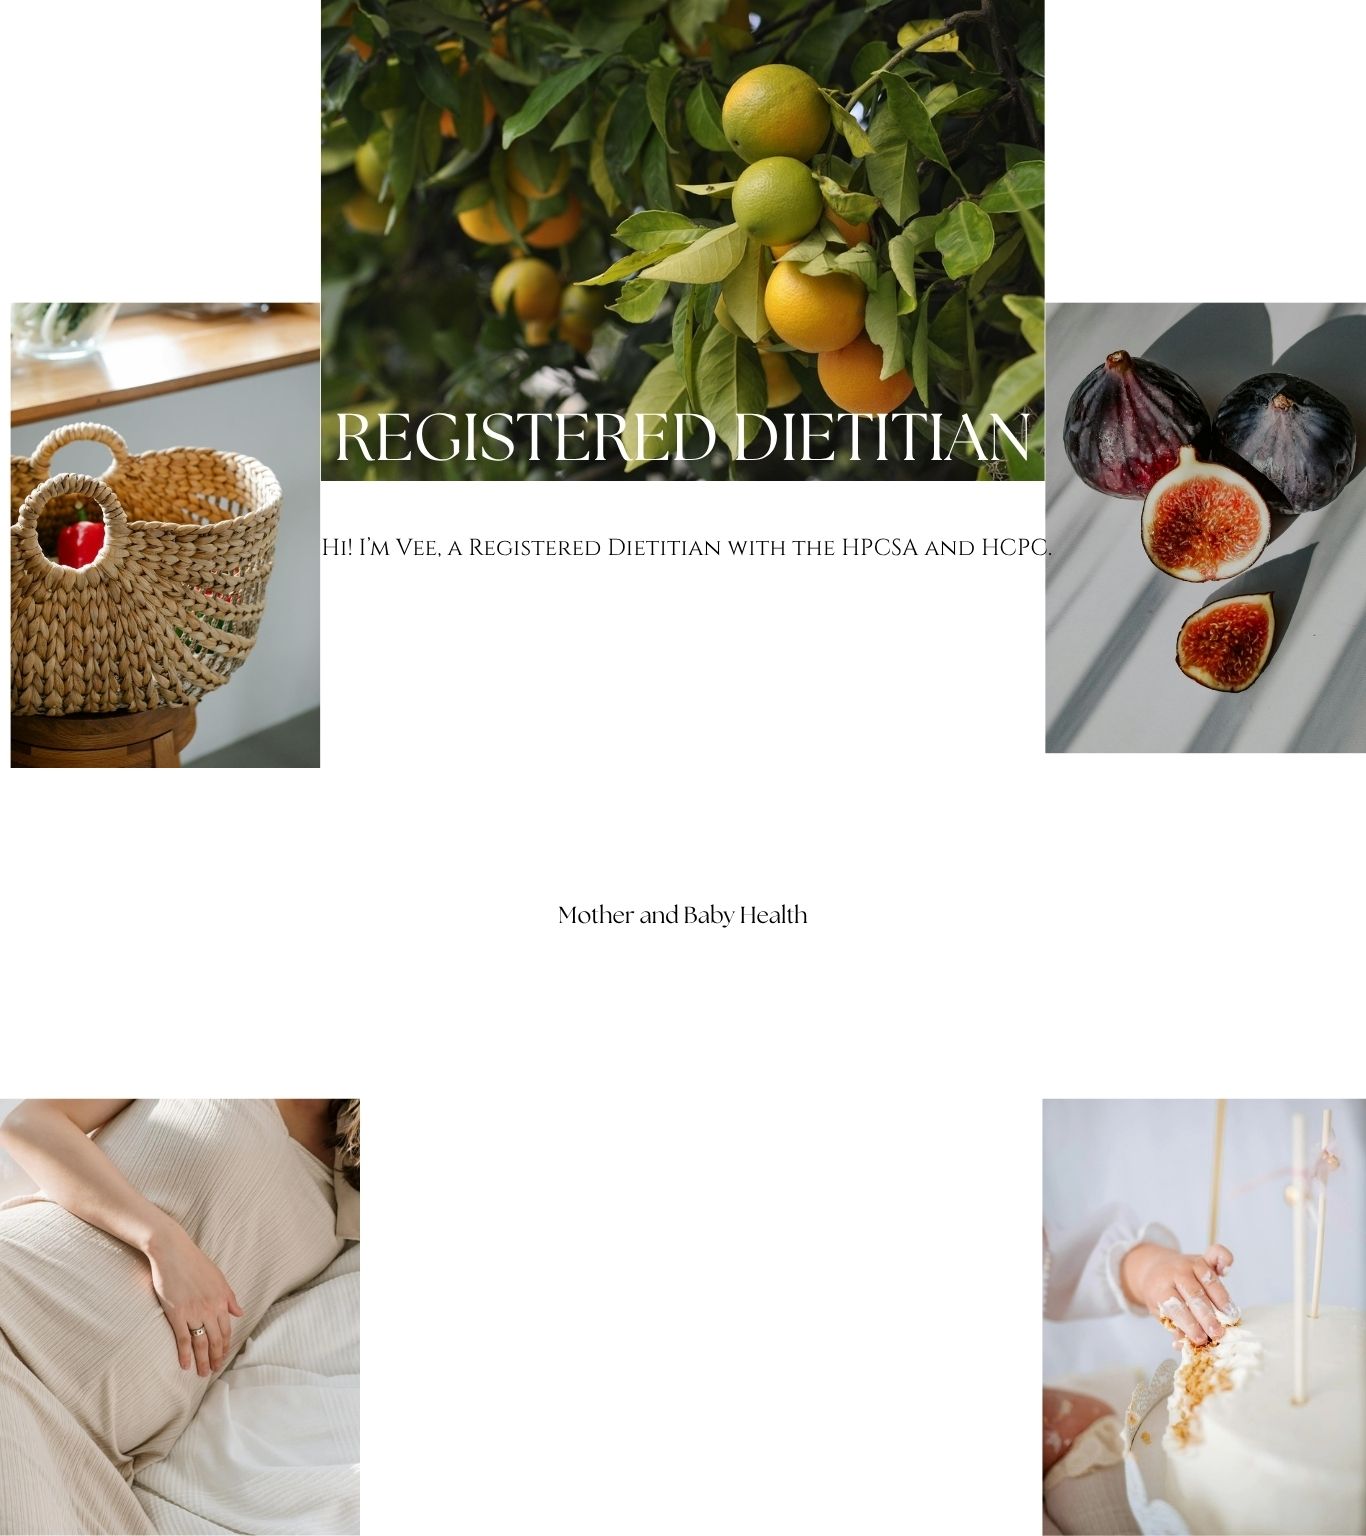 REGISTERED DIETITIAN
Hi! I'm Vee, a Registered Dietitian with the HPCSA and HCPC.
Mother and Baby Health